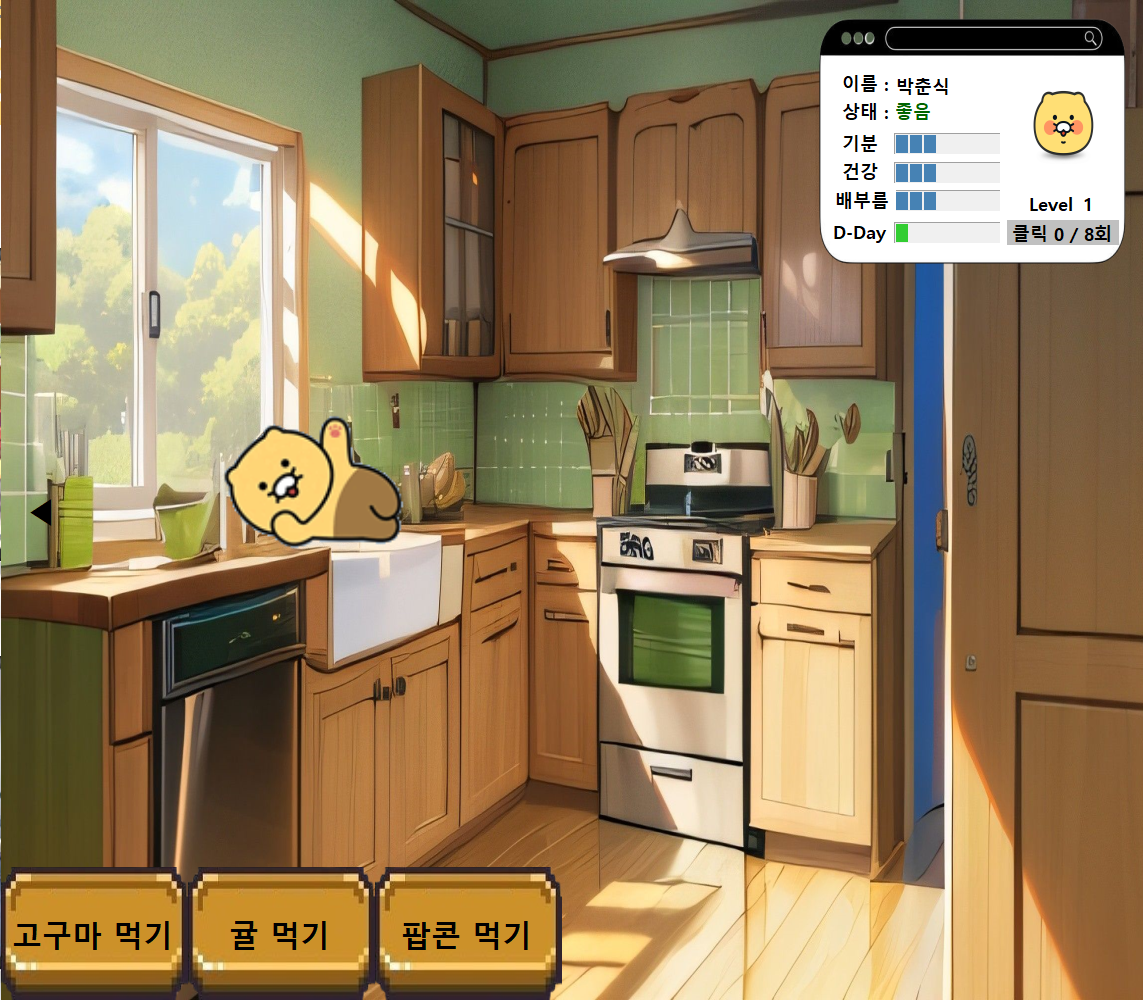 이름 : 박춘식
상태 : 좋음
기분
건강
배부름
Level 1
D-Day
클릭 0 / 8회
고구마 먹기
귤 먹기
팝콘 먹기